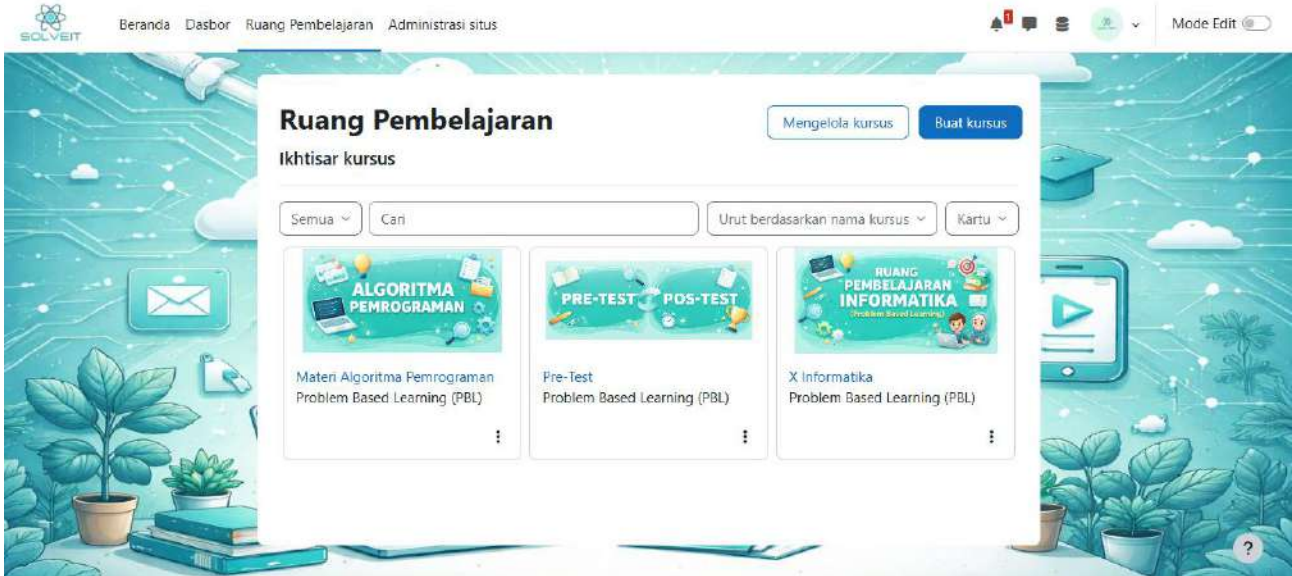 SOLVEIT
Beranda Dasbor Ruang Pembelajaran Administrasi situs
1
Mode Edit
Ruang Pembelajaran
Mengelola kursus
Buat kursus
Ikhtisar kursus
Semua
Cari
Urut berdasarkan nama kursus
Kartu
ALGORITMA
PEMROGRAMAN
PRE-TEST
POS-TEST
RUANG
PEMBELAJARAN
INFORMATIKA
(Problem Based Learning)
Materi Algoritma Pemrograman
Problem Based Learning (PBL)
Pre-Test
Problem Based Learning (PBL)
X Informatika
Problem Based Learning (PBL)
?